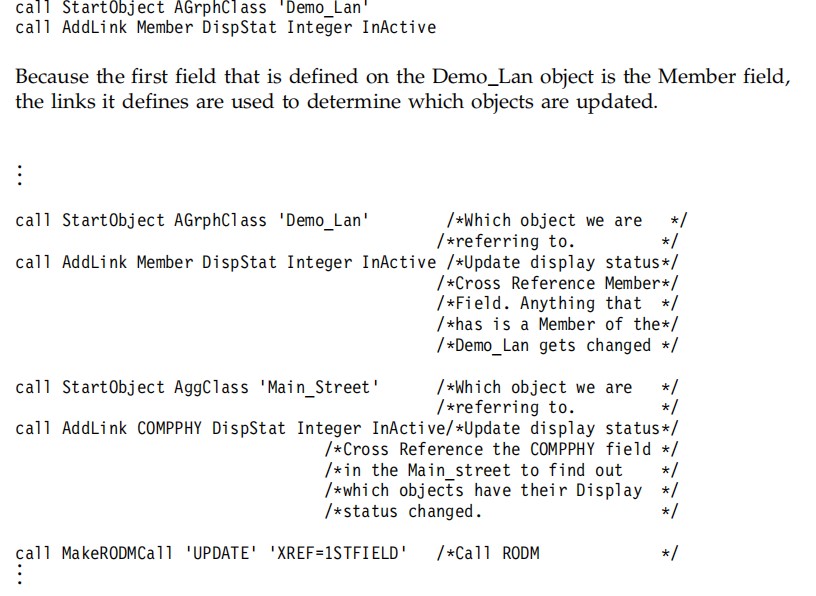 call StartObject AGrphClass 'Demo_Lan'
call AddLink Member DispStat Integer InActive
Because the first field that is defined on the Demo_Lan object is the Member field,
the links it defines are used to determine which objects are updated.
⋮
call StartObject AGrphClass 'Demo_Lan' /*Which object we are */
/*referring to. */
call AddLink Member DispStat Integer InActive /*Update display status*/
/*Cross Reference Member*/
/*Field. Anything that */
/*has is a Member of the*/
/*Demo_Lan gets changed */
call StartObject AggClass 'Main_Street' /*Which object we are */
/*referring to. */
call AddLink COMPPHY DispStat Integer InActive/*Update display status*/
/*Cross Reference the COMPPHY field */
/*in the Main_street to find out */
/*which objects have their Display */
/*status changed. */
call MakeRODMCall 'UPDATE' 'XREF=1STFIELD' /*Call RODM */
⋮